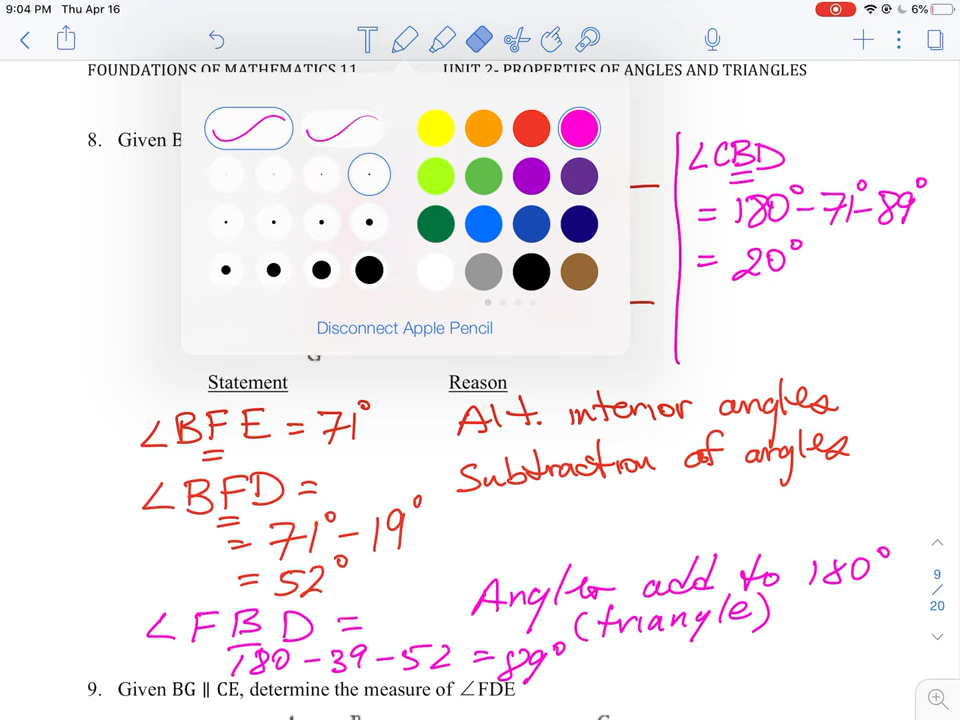 9:04 PM Thu Apr 16
6%
FOUNDATIONS OF MATHEMATICS 11 UNIT 2- PROPERTIES OF ANGLES AND TRIANGLES
8. Given B
∠CBD
= 180°-71°-89°
= 20°
Disconnect Apple Pencil
G
Statement Reason
∠BFE = 71° Alt. interior angles
∠BFD = Subtraction of angles
= 71° - 19°
= 52°
∠FBD = Angles add to 180°
180 - 39 - 52 = 89° (triangle)
9
/
20
9. Given BG ∥ CE, determine the measure of ∠FDE